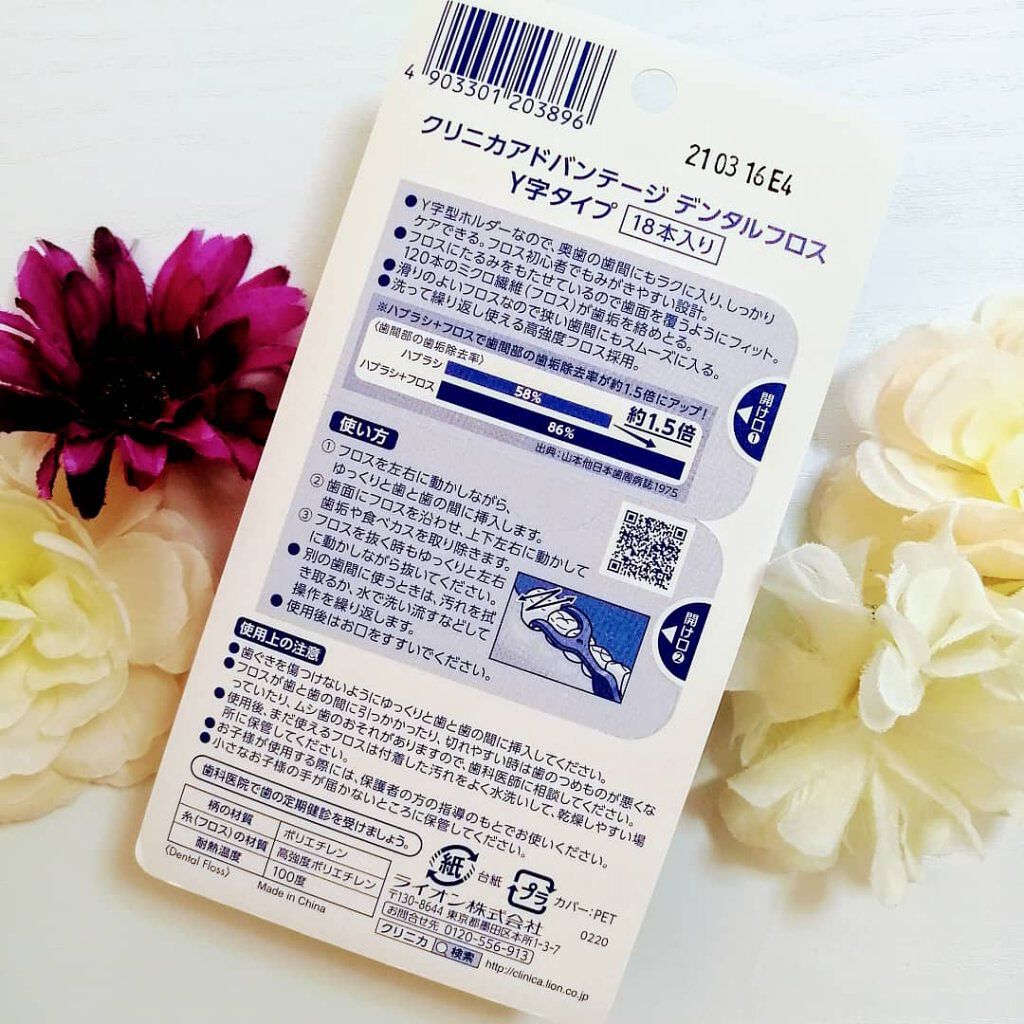 4 903301 203896
21 03 16 E4
クリニカアドバンテージ デンタルフロス
Y字タイプ 18本入り
●Y字型ホルダーなので、奥歯の歯間にもラクに入り、しっかり
ケアできる。フロス初心者でもみがきやすい設計。
●フロスにたるみをもたせているので歯面を覆うようにフィット。
120本のミクロ繊維(フロス)が歯垢を絡めとる。
●滑りのよいフロスなので狭い歯間にもスムーズに入る。
●洗って繰り返し使える高強度フロス採用。
※ハブラシ+フロスで歯間部の歯垢除去率が約1.5倍にアップ!
〈歯間部の歯垢除去率〉
ハブラシ 58%
ハブラシ+フロス 86%
約1.5倍
出典:山本他日本歯周病誌1975
開け口①
使い方
① フロスを左右に動かしながら、
ゆっくりと歯と歯の間に挿入します。
② 歯面にフロスを沿わせ、上下左右に動かして
歯垢や食べカスを取り除きます。
③ フロスを抜く時もゆっくりと左右
に動かしながら抜いてください。
●別の歯間に使うときは、汚れを拭
き取るか、水で洗い流すなどして
操作を繰り返します。
●使用後はお口をすすいでください。
開け口②
使用上の注意
●歯ぐきを傷つけないようにゆっくりと歯と歯の間に挿入してください。
●フロスが歯と歯の間に引っかかったり、切れやすい時は歯のつめものが悪くな
っていたり、ムシ歯のおそれがありますので、歯科医師に相談してください。
●使用後、まだ使えるフロスは付着した汚れをよく水洗いして、乾燥しやすい場
所に保管してください。
●お子様が使用する際には、保護者の方の指導のもとでお使いください。
●小さなお子様の手が届かないところに保管してください。
歯科医院で歯の定期健診を受けましょう。
柄の材質 ポリエチレン
糸(フロス)の材質 高強度ポリエチレン
耐熱温度 100度
〈Dental Floss〉 Made in China
紙 台紙 プラ カバー:PET
ライオン株式会社
〒130-8644 東京都墨田区本所1-3-7
0220
お問合せ先 0120-556-913
クリニカ 検索 http://clinica.lion.co.jp